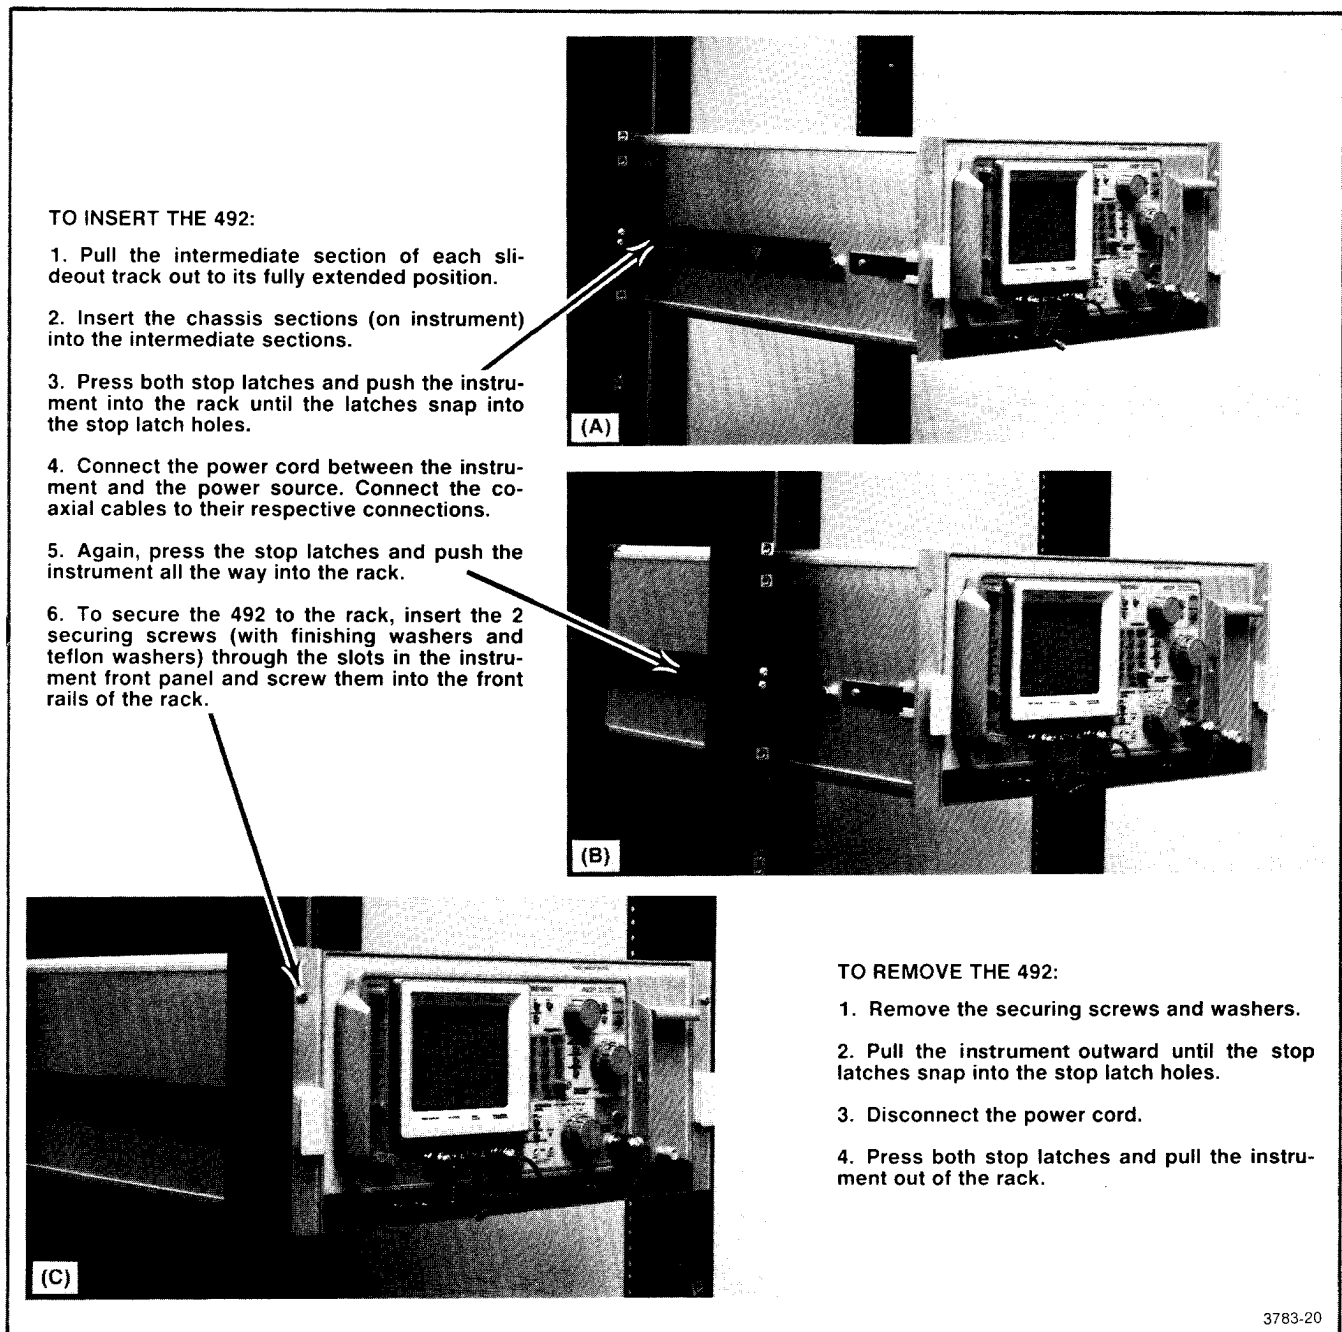 TO INSERT THE 492:
1. Pull the intermediate section of each sli-
deout track out to its fully extended position.
2. Insert the chassis sections (on instrument)
into the intermediate sections.
3. Press both stop latches and push the instru-
ment into the rack until the latches snap into
the stop latch holes.
4. Connect the power cord between the instru-
ment and the power source. Connect the co-
axial cables to their respective connections.
5. Again, press the stop latches and push the
instrument all the way into the rack.
6. To secure the 492 to the rack, insert the 2
securing screws (with finishing washers and
teflon washers) through the slots in the instru-
ment front panel and screw them into the front
rails of the rack.
(A)
(B)
(C)
TO REMOVE THE 492:
1. Remove the securing screws and washers.
2. Pull the instrument outward until the stop
latches snap into the stop latch holes.
3. Disconnect the power cord.
4. Press both stop latches and pull the instru-
ment out of the rack.
3783-20